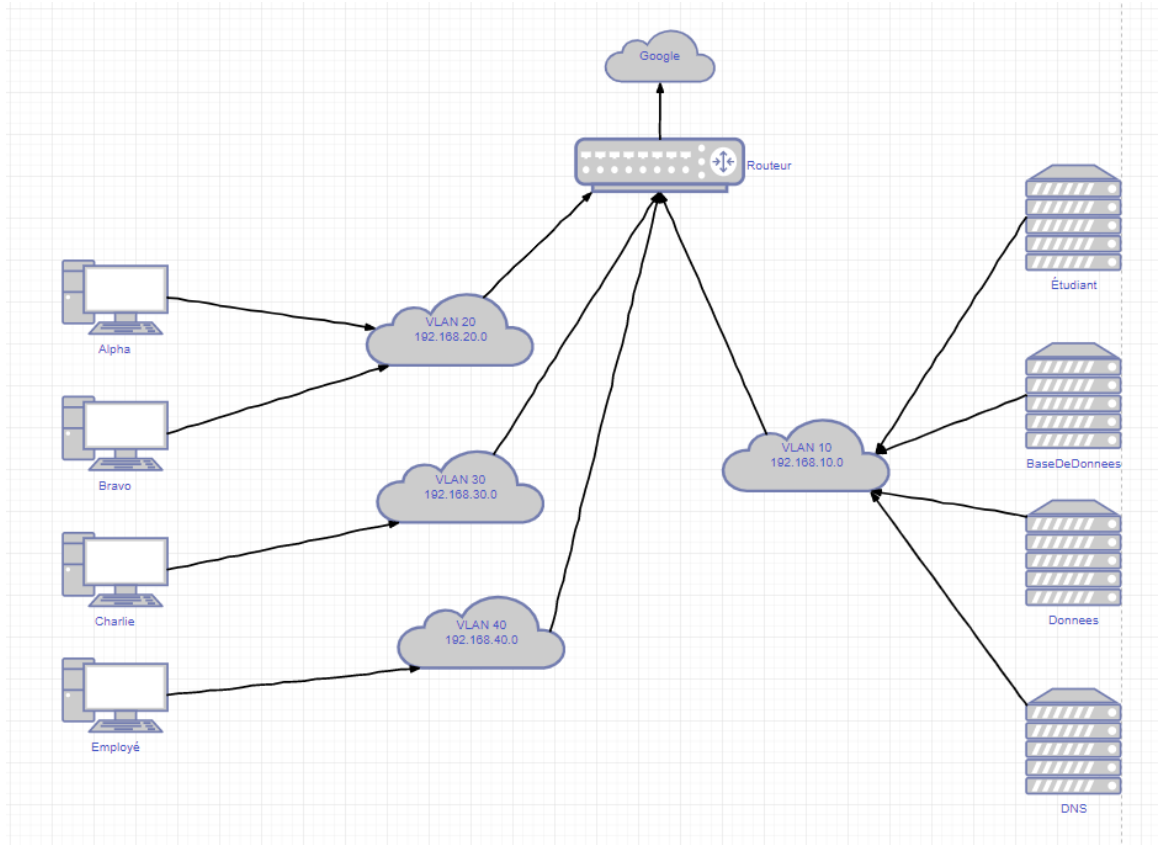 Google
Routeur
Étudiant
Alpha
VLAN 20
192.168.20.0
Bravo
VLAN 30
192.168.30.0
VLAN 10
192.168.10.0
BaseDeDonnees
Charlie
Donnees
VLAN 40
192.168.40.0
Employé
DNS